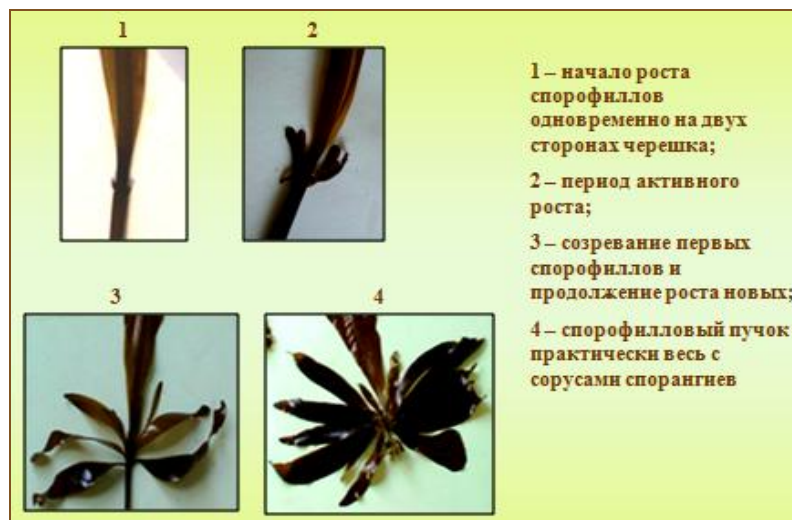 1
2
3
4
1 – начало роста
спорофиллов
одновременно на двух
сторонах черешка;
2 – период активного
роста;
3 – созревание первых
спорофиллов и
продолжение роста новых;
4 – спорофилловый пучок
практически весь с
сорусами спорангиев